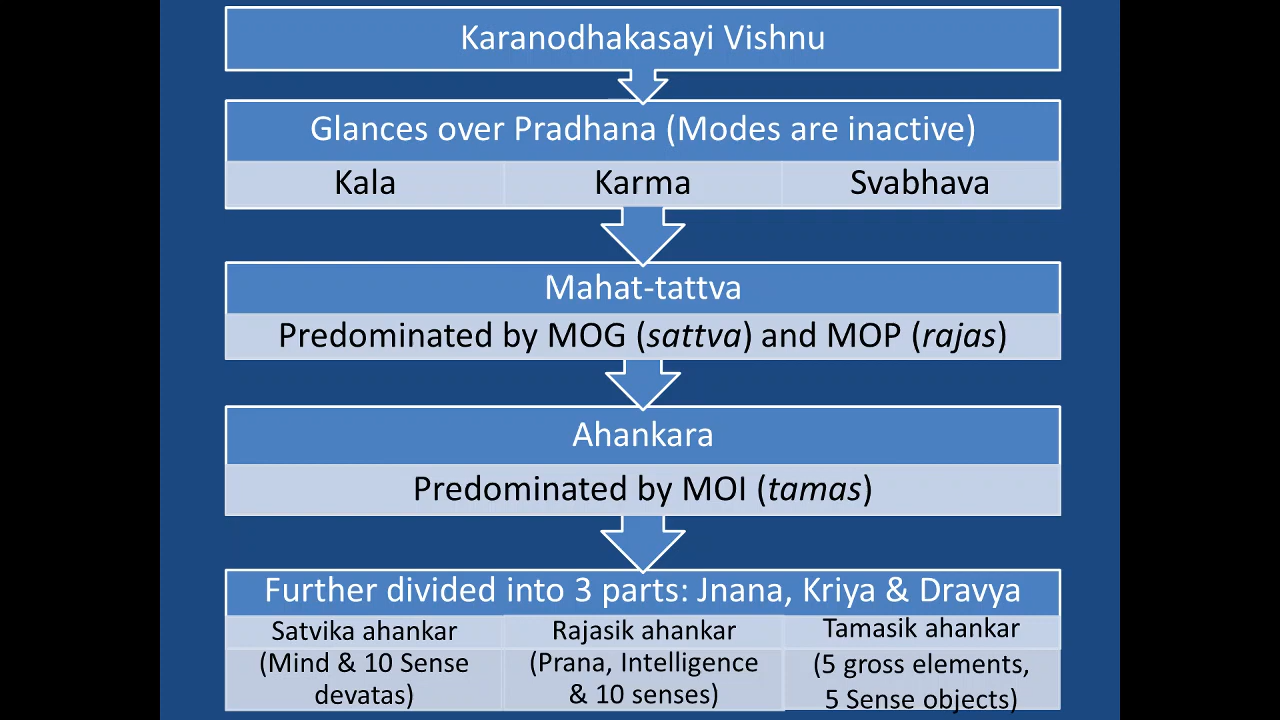 Karanodhakasayi Vishnu
Glances over Pradhana (Modes are inactive)
Kala
Karma
Svabhava
Mahat-tattva
Predominated by MOG (sattva) and MOP (rajas)
Ahankara
Predominated by MOI (tamas)
Further divided into 3 parts: Jnana, Kriya & Dravya
Satvika ahankar
(Mind & 10 Sense
devatas)
Rajasik ahankar
(Prana, Intelligence
& 10 senses)
Tamasik ahankar
(5 gross elements,
5 Sense objects)